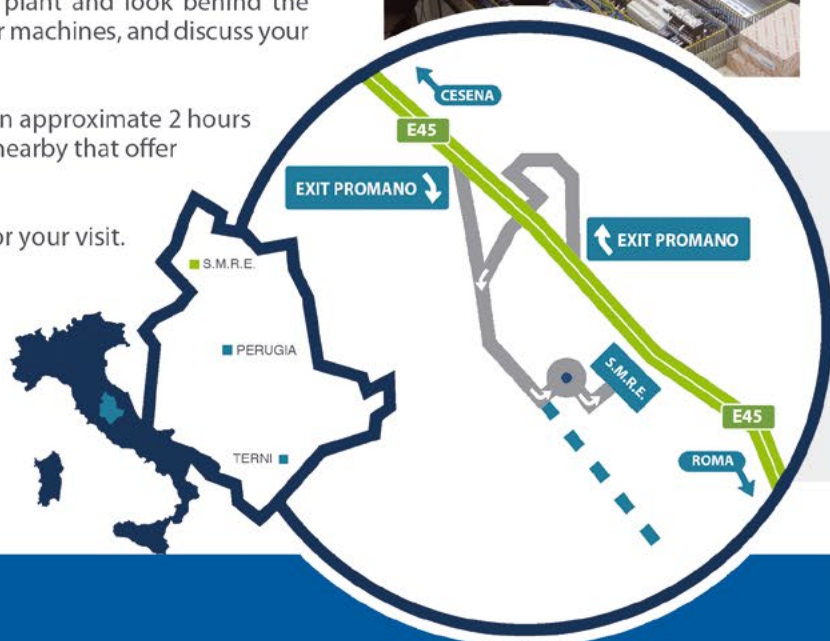 plant and look behind the
machines, and discuss your
n approximate 2 hours
nearby that offer
or your visit.
CESENA
E45
EXIT PROMANO
EXIT PROMANO
S.M.R.E.
PERUGIA
TERNI
S.M.R.E.
E45
ROMA